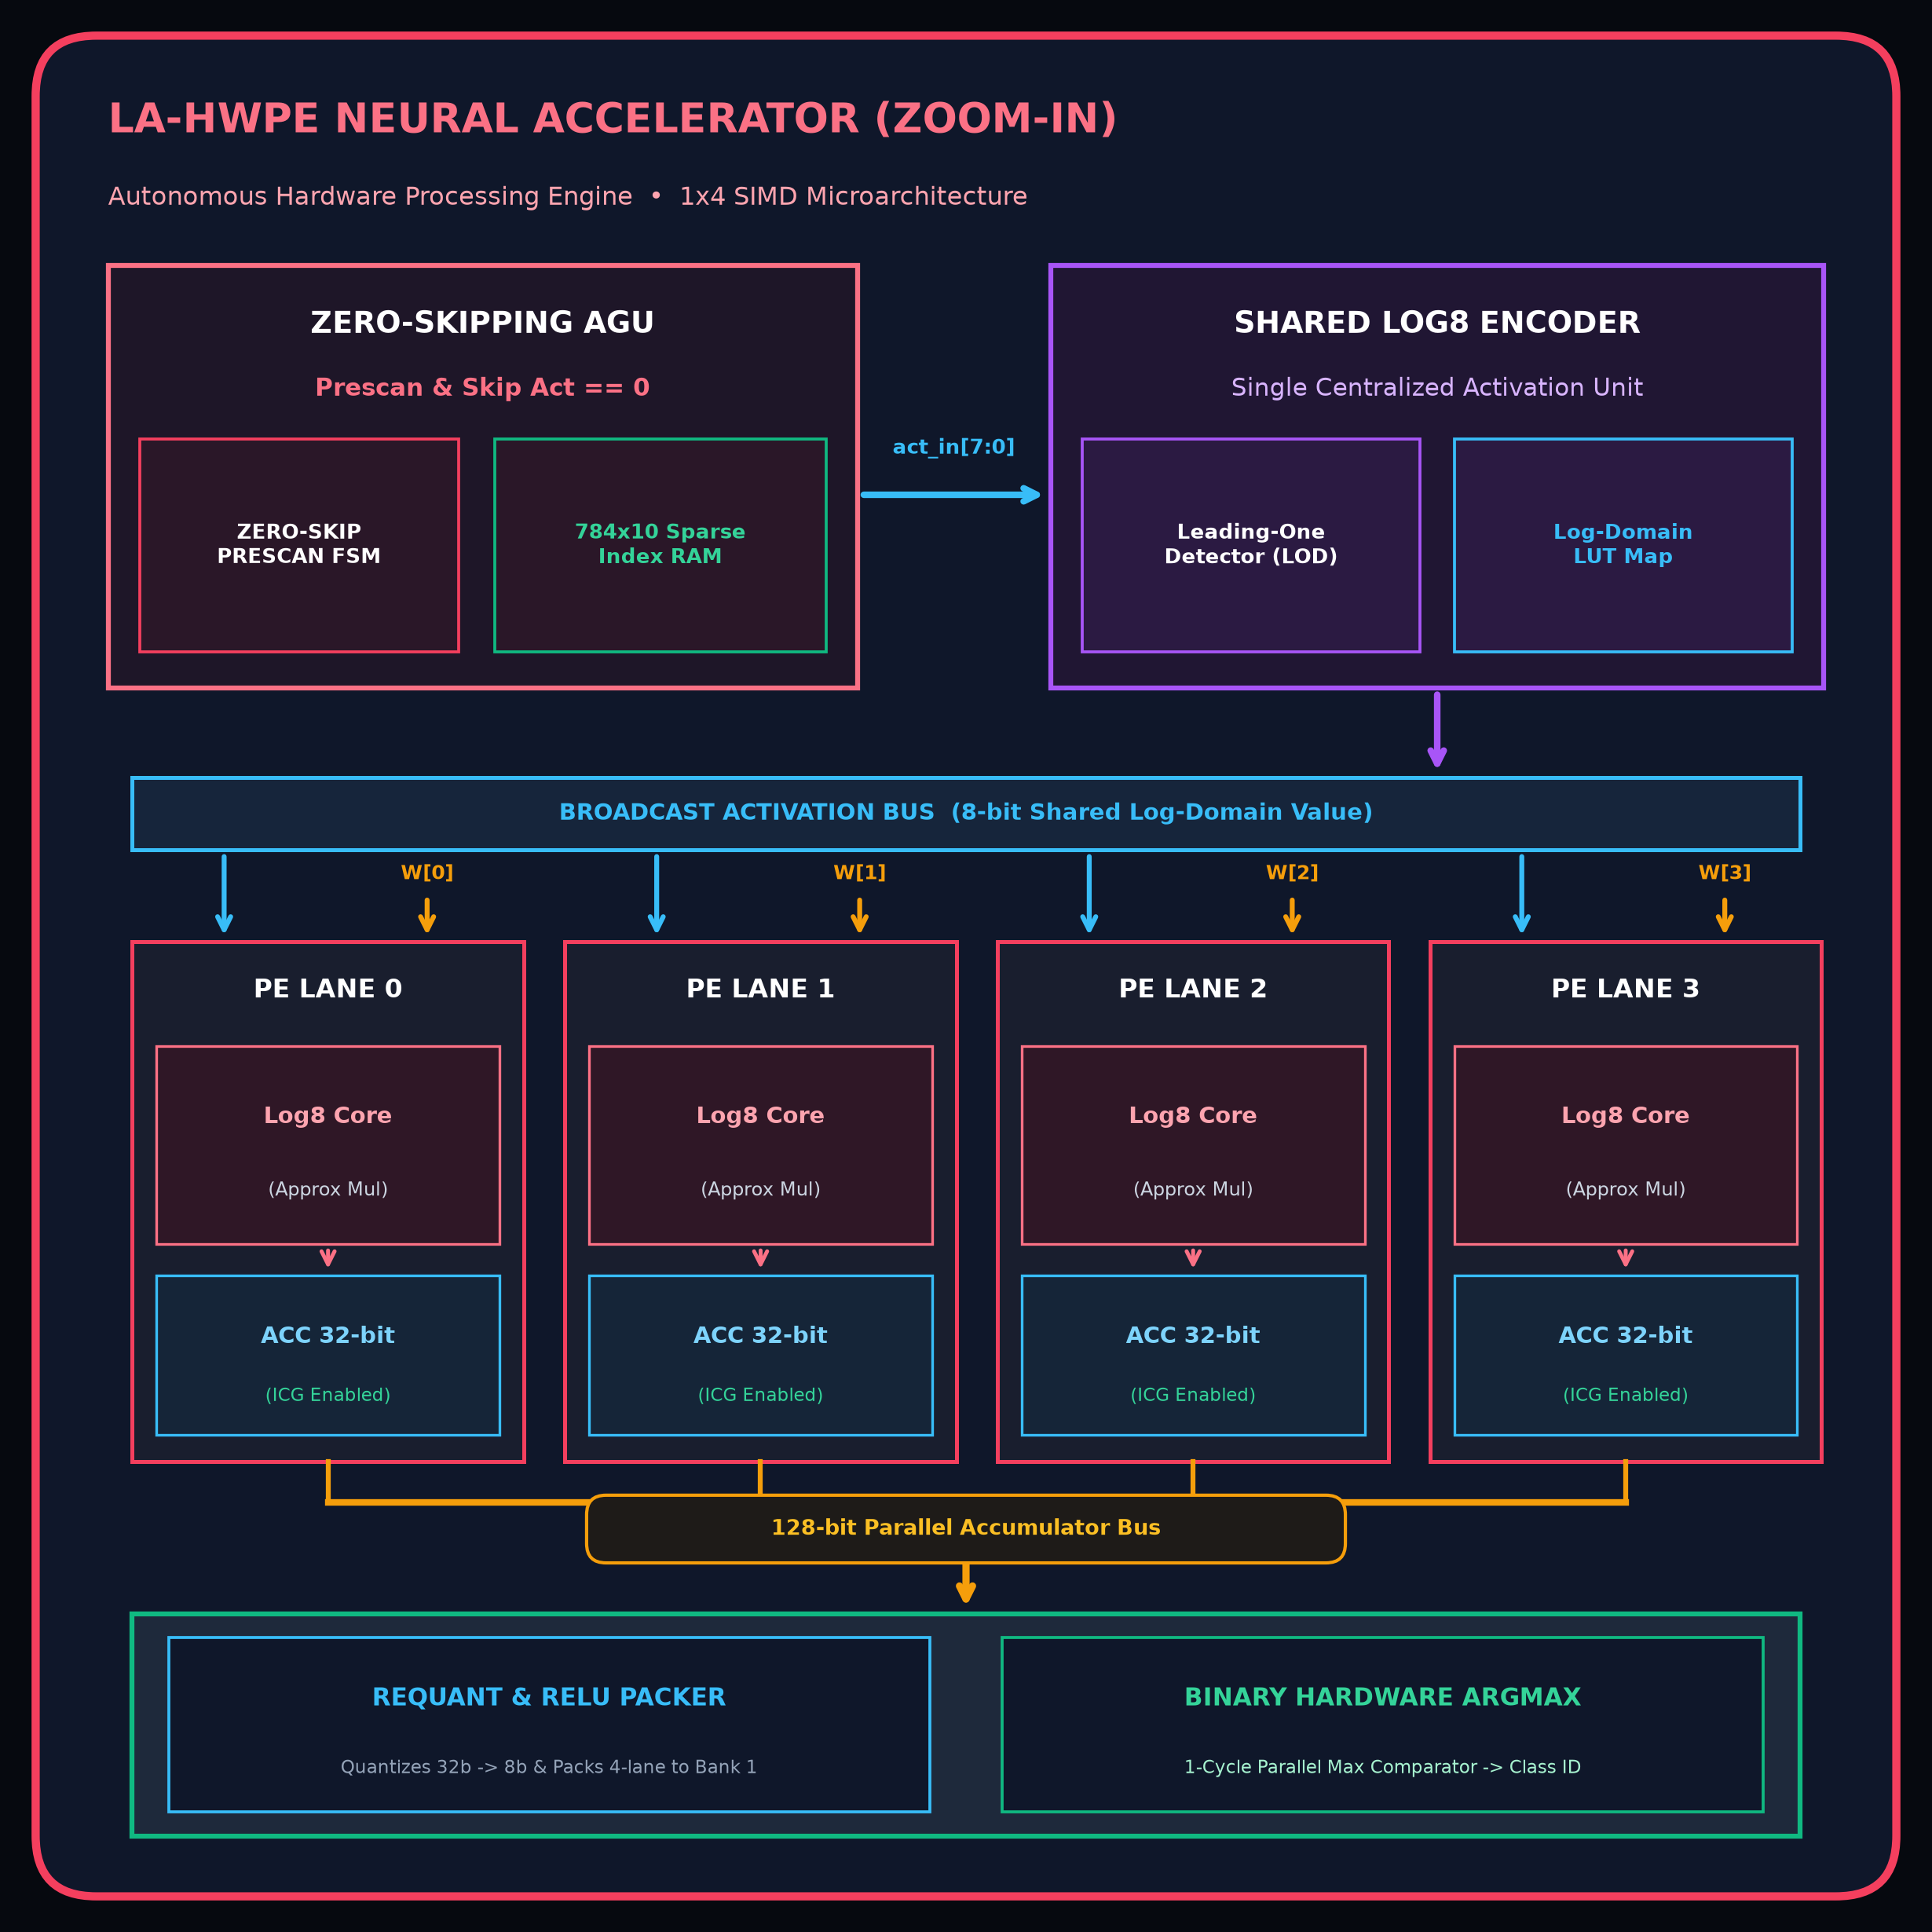 LA-HWPE NEURAL ACCELERATOR (ZOOM-IN)
Autonomous Hardware Processing Engine • 1x4 SIMD Microarchitecture
ZERO-SKIPPING AGU
Prescan & Skip Act == 0
ZERO-SKIP
PRESCAN FSM
784x10 Sparse
Index RAM
act_in[7:0]
SHARED LOG8 ENCODER
Single Centralized Activation Unit
Leading-One
Detector (LOD)
Log-Domain
LUT Map
BROADCAST ACTIVATION BUS (8-bit Shared Log-Domain Value)
W[0]
W[1]
W[2]
W[3]
PE LANE 0
Log8 Core
(Approx Mul)
ACC 32-bit
(ICG Enabled)
PE LANE 1
Log8 Core
(Approx Mul)
ACC 32-bit
(ICG Enabled)
PE LANE 2
Log8 Core
(Approx Mul)
ACC 32-bit
(ICG Enabled)
PE LANE 3
Log8 Core
(Approx Mul)
ACC 32-bit
(ICG Enabled)
128-bit Parallel Accumulator Bus
REQUANT & RELU PACKER
Quantizes 32b -> 8b & Packs 4-lane to Bank 1
BINARY HARDWARE ARGMAX
1-Cycle Parallel Max Comparator -> Class ID